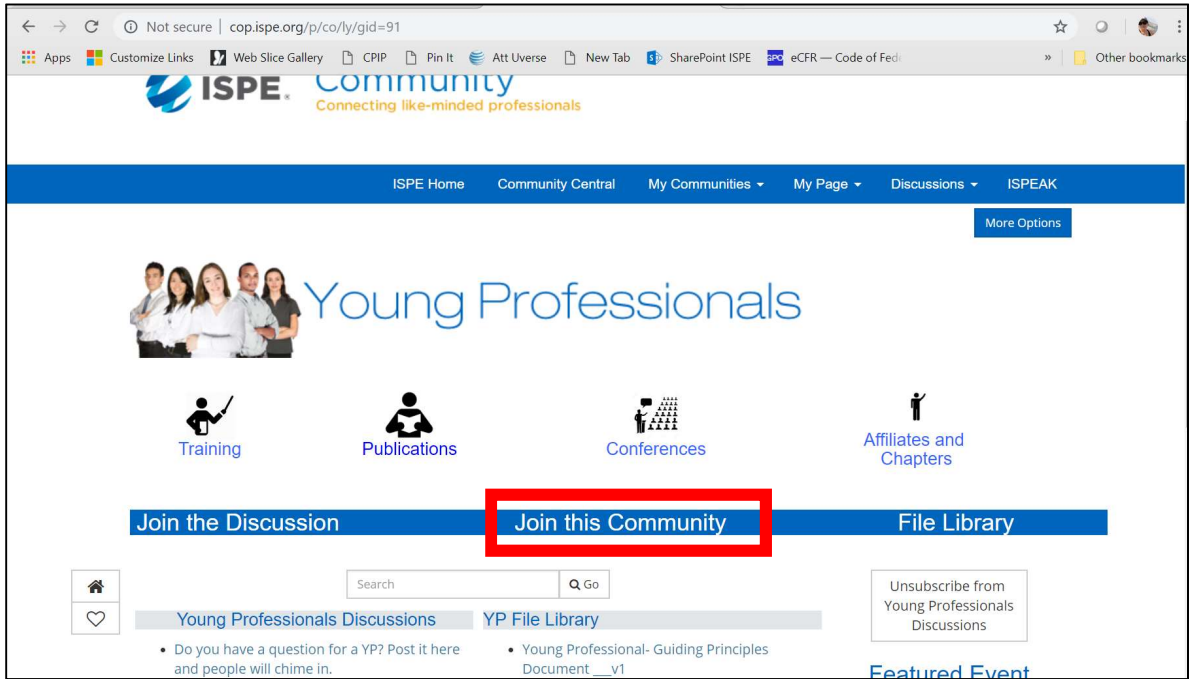 Not secure | cop.ispe.org/p/co/ly/gid=91
Apps Customize Links Web Slice Gallery CPIP Pin It Att Uverse New Tab SharePoint ISPE GPO eCFR — Code of Fed » Other bookmarks
ISPE® Community
Connecting like-minded professionals
ISPE Home Community Central My Communities My Page Discussions ISPEAK
More Options
Young Professionals
Training Publications Conferences Affiliates and
Chapters
Join the Discussion Join this Community File Library
Search Go
Unsubscribe from
Young Professionals
Discussions
Young Professionals Discussions
• Do you have a question for a YP? Post it here
and people will chime in.
YP File Library
• Young Professional- Guiding Principles
Document __v1
Featured Event